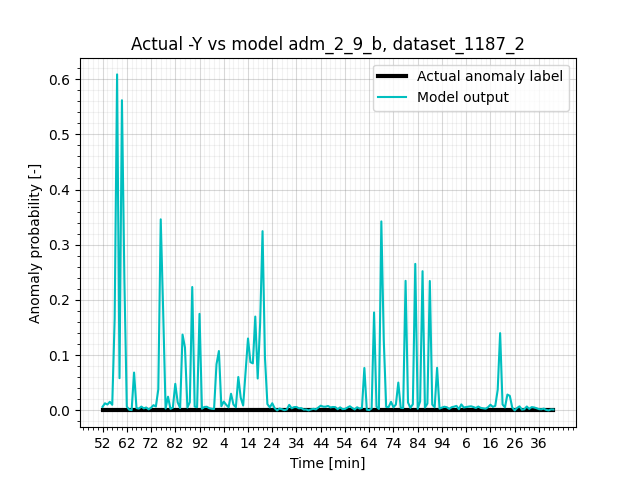 Actual -Y vs model adm_2_9_b, dataset_1187_2
Actual anomaly label
Model output
Anomaly probability [-]
0.6
0.5
0.4
0.3
0.2
0.1
0.0
52 62 72 82 92 4 14 24 34 44 54 64 74 84 94 6 16 26 36
Time [min]